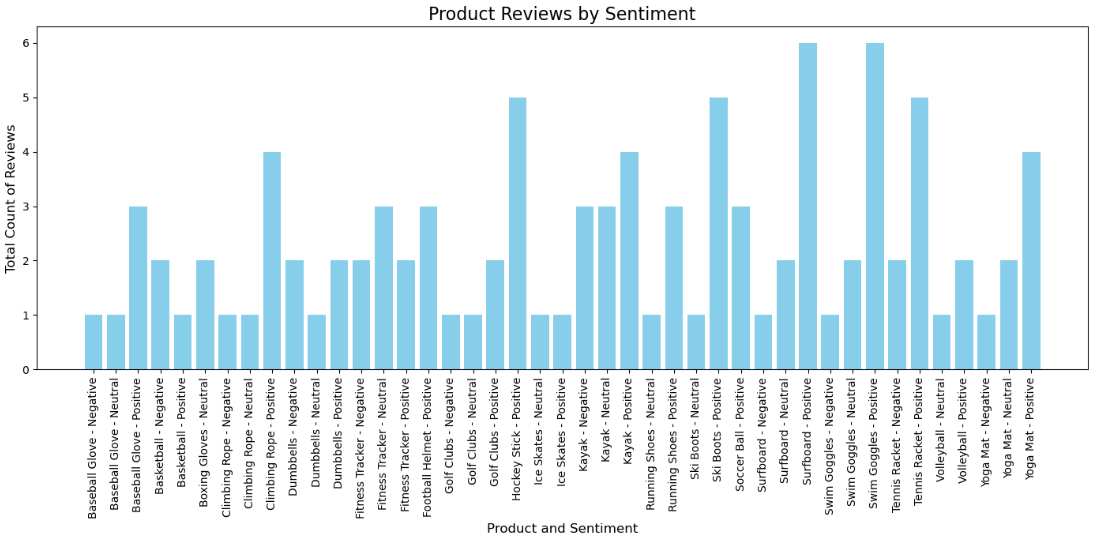 Product Reviews by Sentiment
Total Count of Reviews
6
5
4
3
2
1
0
Baseball Glove - Negative
Baseball Glove - Neutral
Baseball Glove - Positive
Basketball - Negative
Basketball - Positive
Boxing Gloves - Neutral
Climbing Rope - Negative
Climbing Rope - Neutral
Climbing Rope - Positive
Dumbbells - Negative
Dumbbells - Neutral
Dumbbells - Positive
Fitness Tracker - Negative
Fitness Tracker - Neutral
Fitness Tracker - Positive
Football Helmet - Positive
Golf Clubs - Negative
Golf Clubs - Neutral
Golf Clubs - Positive
Hockey Stick - Positive
Ice Skates - Neutral
Ice Skates - Positive
Kayak - Negative
Kayak - Neutral
Kayak - Positive
Running Shoes - Neutral
Running Shoes - Positive
Ski Boots - Neutral
Ski Boots - Positive
Soccer Ball - Positive
Surfboard - Negative
Surfboard - Neutral
Surfboard - Positive
Swim Goggles - Negative
Swim Goggles - Neutral
Swim Goggles - Positive
Tennis Racket - Negative
Tennis Racket - Positive
Volleyball - Neutral
Volleyball - Positive
Yoga Mat - Negative
Yoga Mat - Neutral
Yoga Mat - Positive
Product and Sentiment